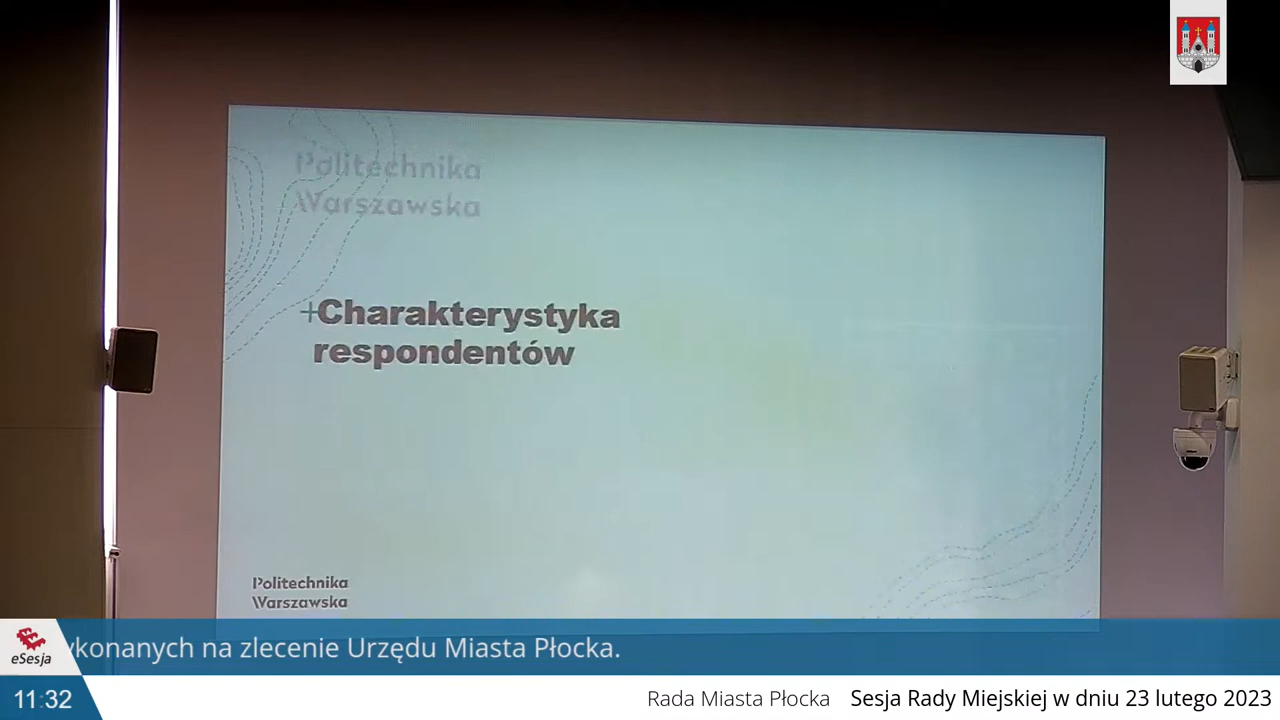 Politechnika
Warszawska
+Charakterystyka
respondentów
Politechnika
Warszawska
ykonanych na zlecenie Urzędu Miasta Płocka.
eSesja
11:32
Rada Miasta Płocka Sesja Rady Miejskiej w dniu 23 lutego 2023